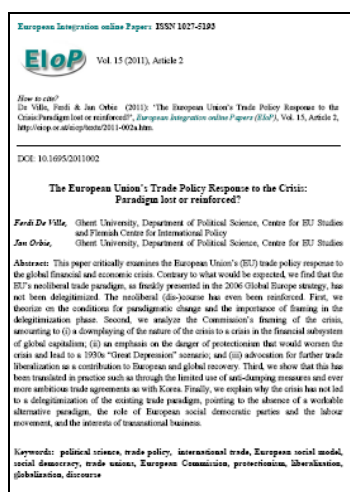 European Integration online Papers ISSN 1027-5193
EIoP Vol. 15 (2011), Article 2
How to cite?
De Ville, Ferdi & Jan Orbie (2011): 'The European Union's Trade Policy Response to the
Crisis: Paradigm lost or reinforced?', European Integration online Papers (EIoP), Vol. 15, Article 2,
http://eiop.or.at/eiop/texte/2011-002a.htm.
DOI: 10.1695/2011002
The European Union's Trade Policy Response to the Crisis:
Paradigm lost or reinforced?
Ferdi De Ville, Ghent University, Department of Political Science, Centre for EU Studies
and Flemish Centre for International Policy
Jan Orbie, Ghent University, Department of Political Science, Centre for EU Studies
Abstract: This paper critically examines the European Union's (EU) trade policy response to
the global financial and economic crisis. Contrary to what would be expected, we find that the
EU's neoliberal trade paradigm, as frankly presented in the 2006 Global Europe strategy, has
not been delegitimized. The neoliberal (dis-)course has even been reinforced. First, we
theorize on the conditions for paradigmatic change and the importance of framing in the
delegitimization phase. Second, we analyze the Commission's framing of the crisis,
amounting to (i) a downplaying of the nature of the crisis to a crisis in the financial subsystem
of global capitalism; (ii) an emphasis on the danger of protectionism that would worsen the
crisis and lead to a 1930s "Great Depression" scenario; and (iii) advocation for further trade
liberalization as a contribution to European and global recovery. Third, we show that this has
been translated in practice such as through the limited use of anti-dumping measures and ever
more ambitious trade agreements as with Korea. Finally, we explain why the crisis has not led
to a delegitimization of the existing trade paradigm, pointing to the absence of a workable
alternative paradigm, the role of European social democratic parties and the labour
movement, and the interests of transnational business.
Keywords: political science, trade policy, international trade, European social model,
social democracy, trade unions, European Commission, protectionism, liberalization,
globalization, discourse